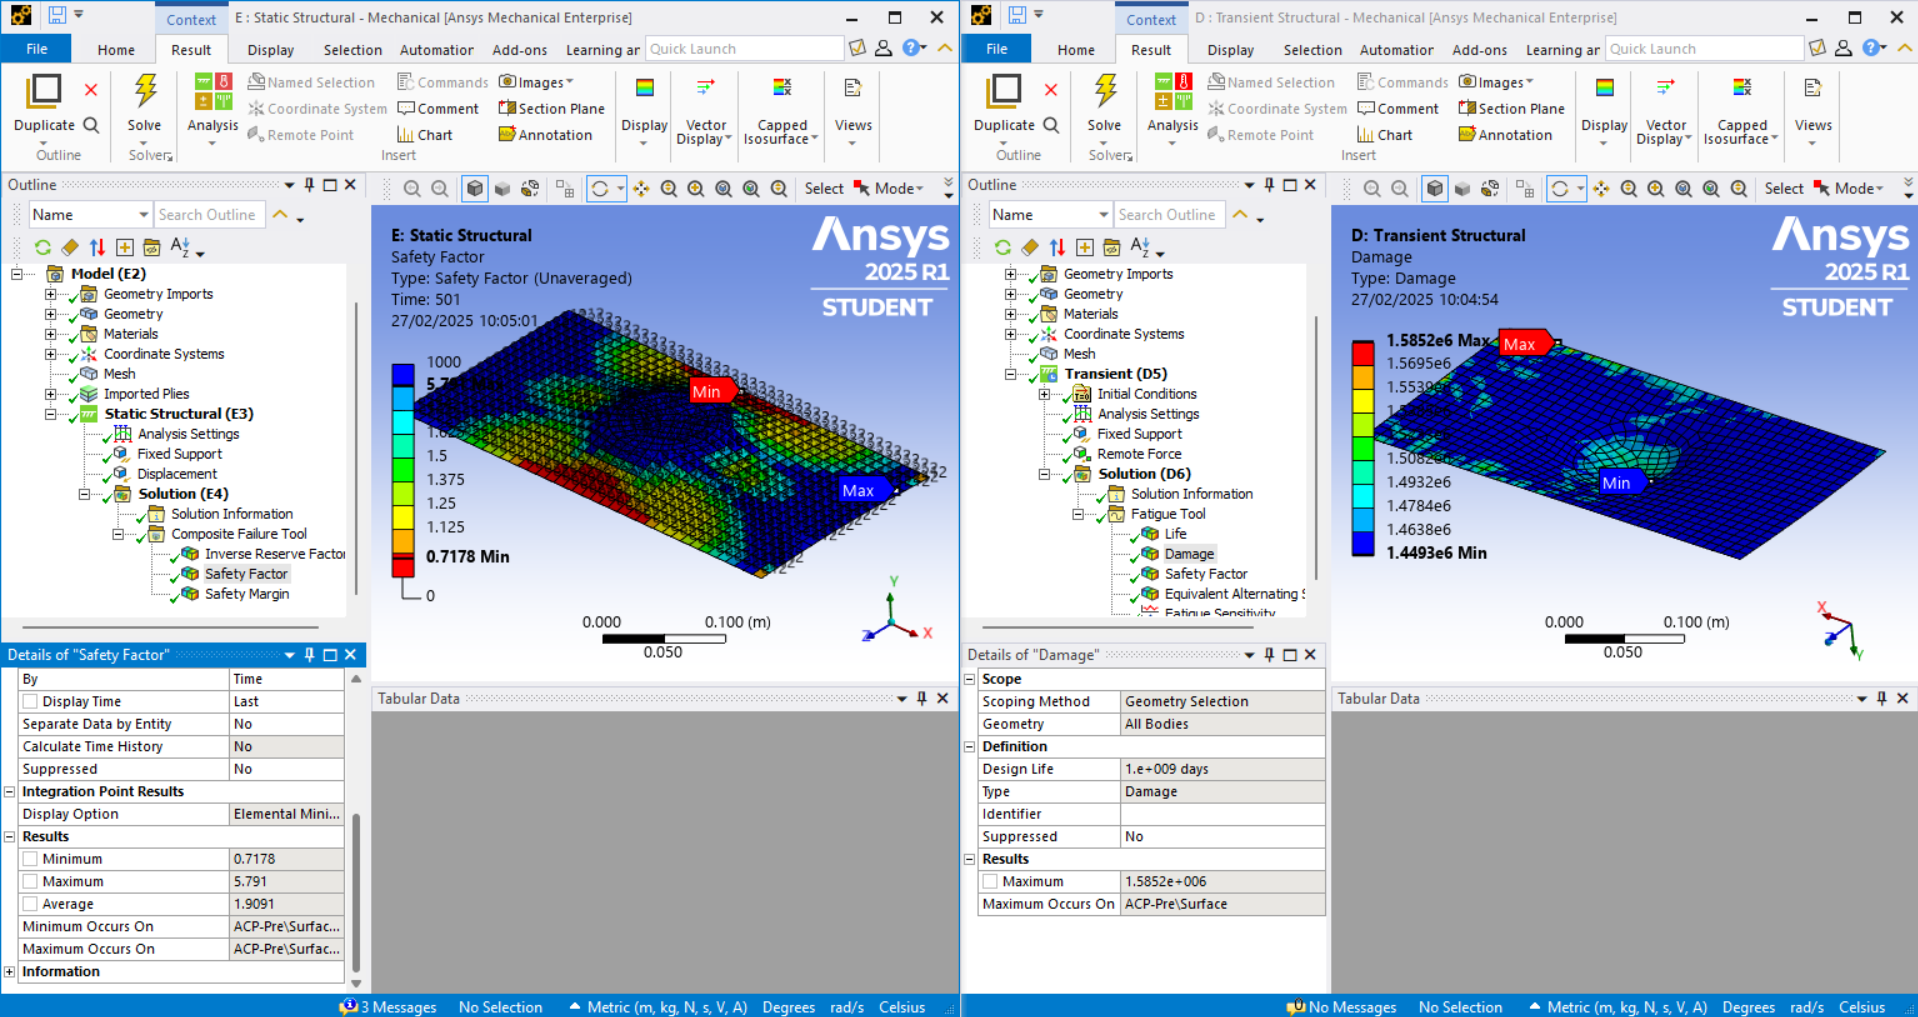 Context
E : Static Structural - Mechanical [Ansys Mechanical Enterprise]
File
Home
Result
Display
Selection
Automation
Add-ons
Learning ar
Quick Launch
Duplicate
Outline
Solve
Solver
Analysis
Named Selection
Coordinate System
Remote Point
Commands
Comment
Chart
Images
Section Plane
Annotation
Insert
Display
Vector Display
Capped Isosurface
Views
Outline
Name
Search Outline
Select
Mode
Model (E2)
Geometry Imports
Geometry
Materials
Coordinate Systems
Mesh
Imported Plies
Static Structural (E3)
Analysis Settings
Fixed Support
Displacement
Solution (E4)
Solution Information
Composite Failure Tool
Inverse Reserve Factor
Safety Factor
Safety Margin
E: Static Structural
Safety Factor
Type: Safety Factor (Unaveraged)
Time: 501
27/02/2025 10:05:01
Ansys
2025 R1
STUDENT
1000
1.5
1.375
1.25
1.125
0.7178 Min
0
Min
Max
0.000
0.100 (m)
0.050
Y
X
Z
Details of "Safety Factor"
By Time
Display Time Last
Separate Data by Entity No
Calculate Time History No
Suppressed No
Integration Point Results
Display Option Elemental Mini...
Results
Minimum 0.7178
Maximum 5.791
Average 1.9091
Minimum Occurs On ACP-Pre\Surfac...
Maximum Occurs On ACP-Pre\Surfac...
Information
Tabular Data
3 Messages
No Selection
Metric (m, kg, N, s, V, A)
Degrees
rad/s
Celsius
Context
D : Transient Structural - Mechanical [Ansys Mechanical Enterprise]
File
Home
Result
Display
Selection
Automation
Add-ons
Learning ar
Quick Launch
Duplicate
Outline
Solve
Solver
Analysis
Named Selection
Coordinate System
Remote Point
Commands
Comment
Chart
Images
Section Plane
Annotation
Insert
Display
Vector Display
Capped Isosurface
Views
Outline
Name
Search Outline
Select
Mode
Geometry Imports
Geometry
Materials
Coordinate Systems
Mesh
Transient (D5)
Initial Conditions
Analysis Settings
Fixed Support
Remote Force
Solution (D6)
Solution Information
Fatigue Tool
Life
Damage
Safety Factor
Equivalent Alternating S
Fatigue Sensitivity
D: Transient Structural
Damage
Type: Damage
27/02/2025 10:04:54
Ansys
2025 R1
STUDENT
1.5852e6 Max
1.5695e6
1.5539e6
1.5082e6
1.4932e6
1.4784e6
1.4638e6
1.4493e6 Min
Max
Min
0.000
0.100 (m)
0.050
X
Z
Y
Details of "Damage"
Scope
Scoping Method Geometry Selection
Geometry All Bodies
Definition
Design Life 1.e+009 days
Type Damage
Identifier
Suppressed No
Results
Maximum 1.5852e+006
Maximum Occurs On ACP-Pre\Surface
Tabular Data
No Messages
No Selection
Metric (m, kg, N, s, V, A)
Degrees
rad/s
Celsius